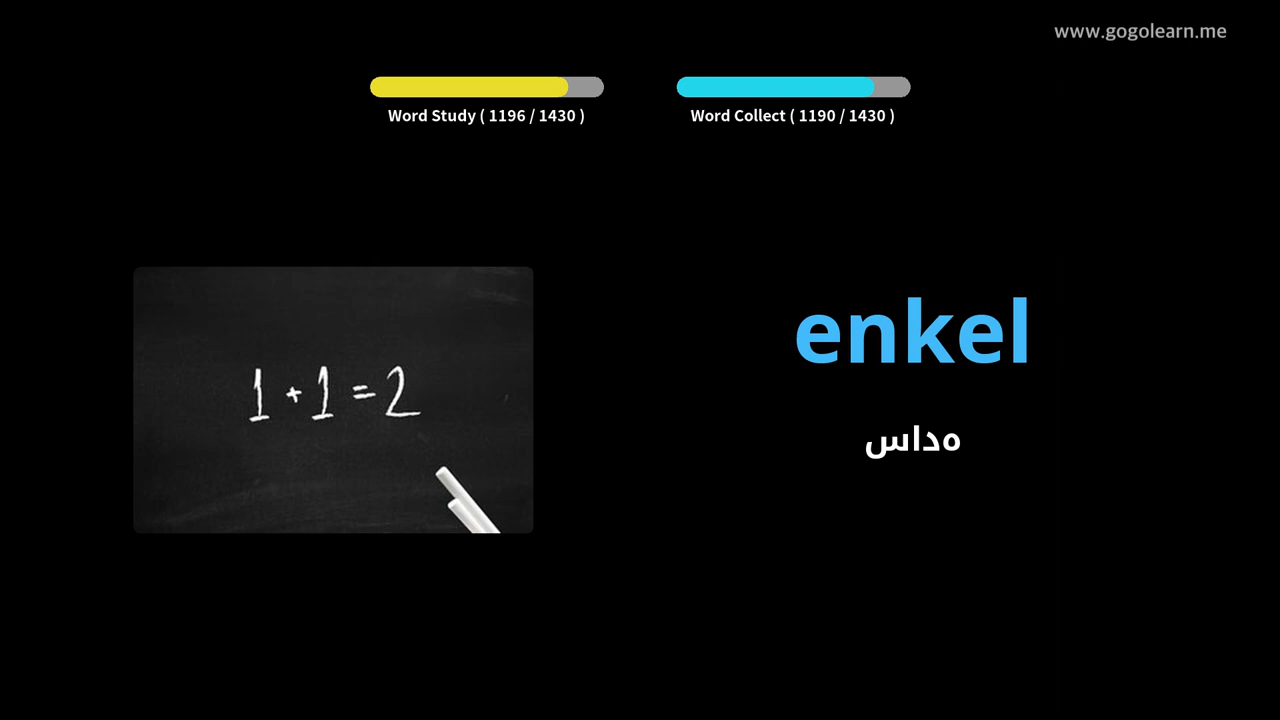 www.gogolearn.me
Word Study ( 1196 / 1430 )
Word Collect ( 1190 / 1430 )
1 + 1 = 2
enkel
ساده